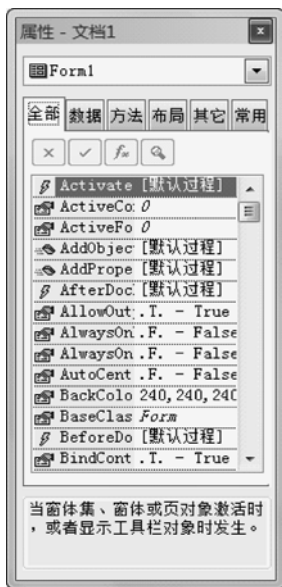 属性 - 文档1
Form1
全部 数据 方法 布局 其它 常用
Activate [默认过程]
ActiveCo: 0
ActiveFo 0
AddObjec [默认过程]
AddPrope [默认过程]
AfterDoc [默认过程]
AllowOut .T. - True
AlwaysOn .F. - False
AlwaysOn .F. - False
AutoCent .F. - False
BackColo 240,240,240
BaseClas Form
BeforeDo [默认过程]
BindCont .T. - True
当窗体集、窗体或页对象激活时
，或者显示工具栏对象时发生。